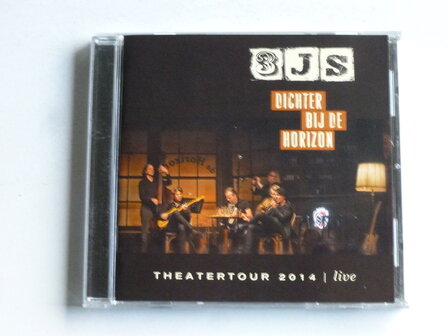 3JS
DICHTER
BIJ DE
HORIZON
THEATERTOUR 2014 | live